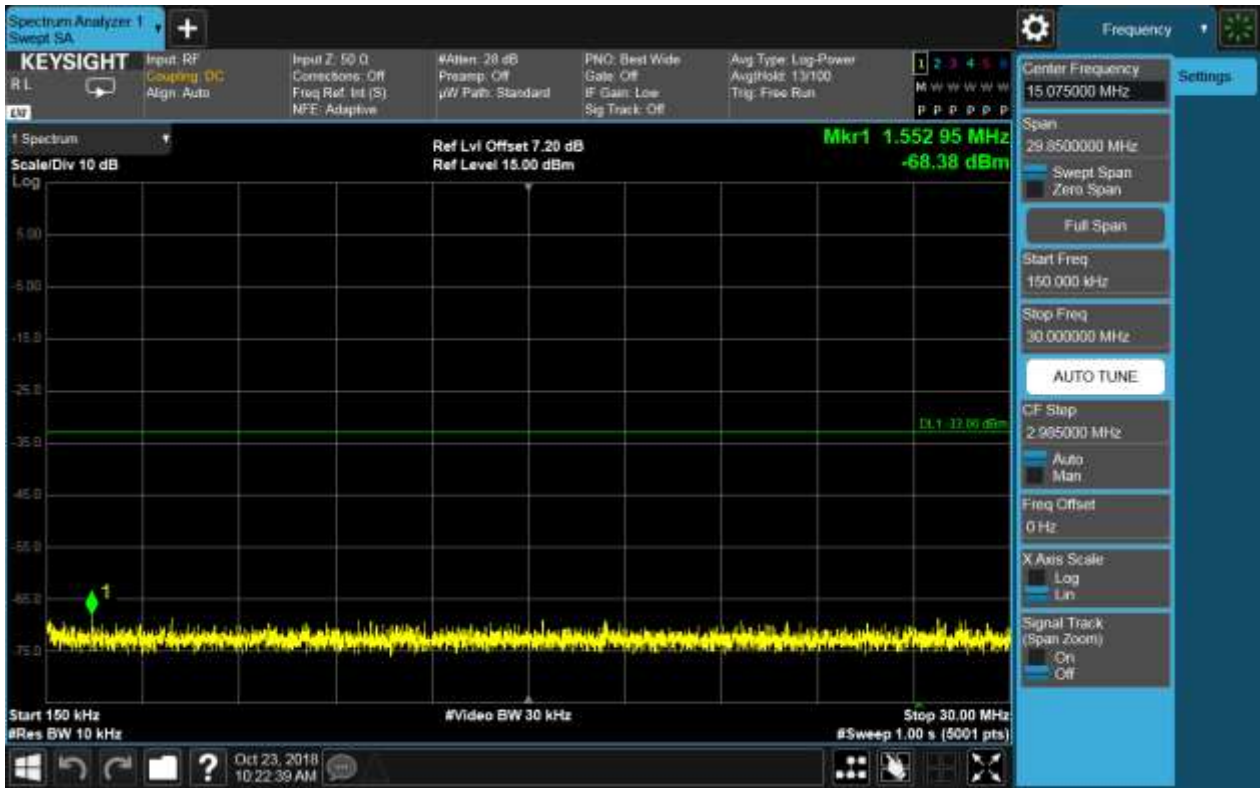 Spectrum Analyzer 1
Swept SA
+
Frequency
KEYSIGHT
R L
Input: RF
Coupling: DC
Align: Auto
Input Z: 50 Ω
Corrections: Off
Freq Ref: Int (S)
NFE: Adaptive
#Atten: 28 dB
Preamp: Off
µW Path: Standard
PNO: Best Wide
Gate: Off
IF Gain: Low
Sig Track: Off
Avg Type: Log-Power
Avg|Hold: 13/100
Trig: Free Run
1 2 3 4 5 6
M W W W W W
P P P P P P
1 Spectrum
Scale/Div 10 dB
Log
Ref Lvl Offset 7.20 dB
Ref Level 15.00 dBm
Mkr1 1.552 95 MHz
-68.38 dBm
5.00
-5.00
-15.0
-25.0
-35.0
-45.0
-55.0
-65.0
-75.0
DL1 -33.00 dBm
1
Start 150 kHz
#Res BW 10 kHz
#Video BW 30 kHz
Stop 30.00 MHz
#Sweep 1.00 s (5001 pts)
?
Oct 23, 2018
10:22:39 AM
Center Frequency
15.075000 MHz
Settings
Span
29.8500000 MHz
Swept Span
Zero Span
Full Span
Start Freq
150.000 kHz
Stop Freq
30.000000 MHz
AUTO TUNE
CF Step
2.985000 MHz
Auto
Man
Freq Offset
0 Hz
X Axis Scale
Log
Lin
Signal Track
(Span Zoom)
On
Off